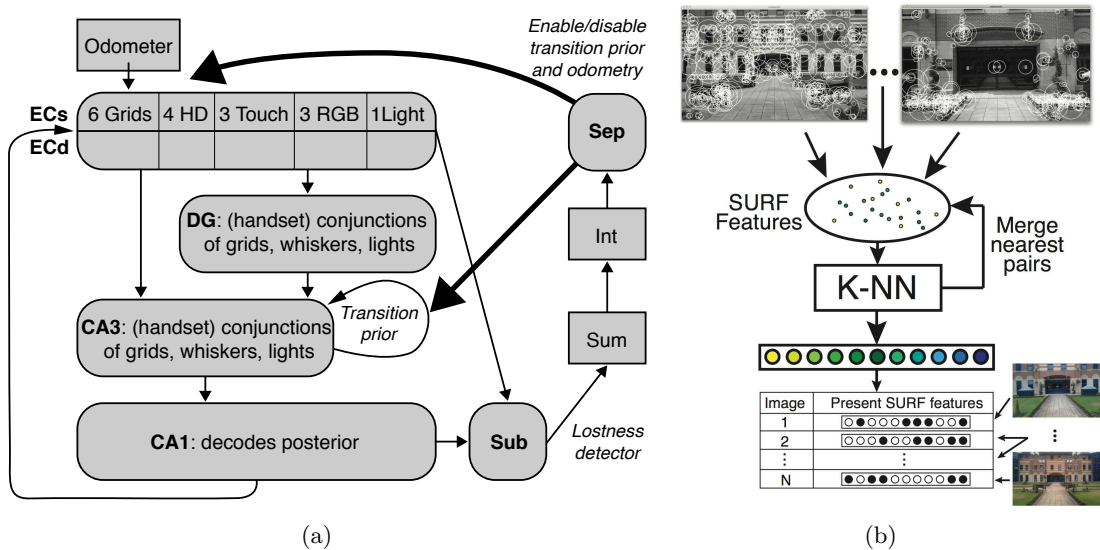 Odometer
Enable/disable
transition prior
and odometry
ECs
6 Grids
4 HD
3 Touch
3 RGB
1Light
ECd
Sep
DG: (handset) conjunctions
of grids, whiskers, lights
Int
CA3: (handset) conjunctions
of grids, whiskers, lights
Transition
prior
Sum
CA1: decodes posterior
Sub
Lostness
detector
(a)
SURF
Features
Merge
nearest
pairs
K-NN
Image
Present SURF features
1
2
N
(b)